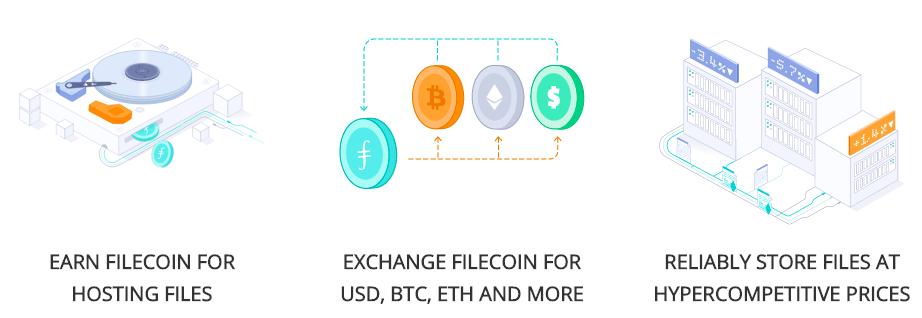 -3.4%▼
-5.7%▼
+1.4%▼
EARN FILECOIN FOR
HOSTING FILES
EXCHANGE FILECOIN FOR
USD, BTC, ETH AND MORE
RELIABLY STORE FILES AT
HYPERCOMPETITIVE PRICES